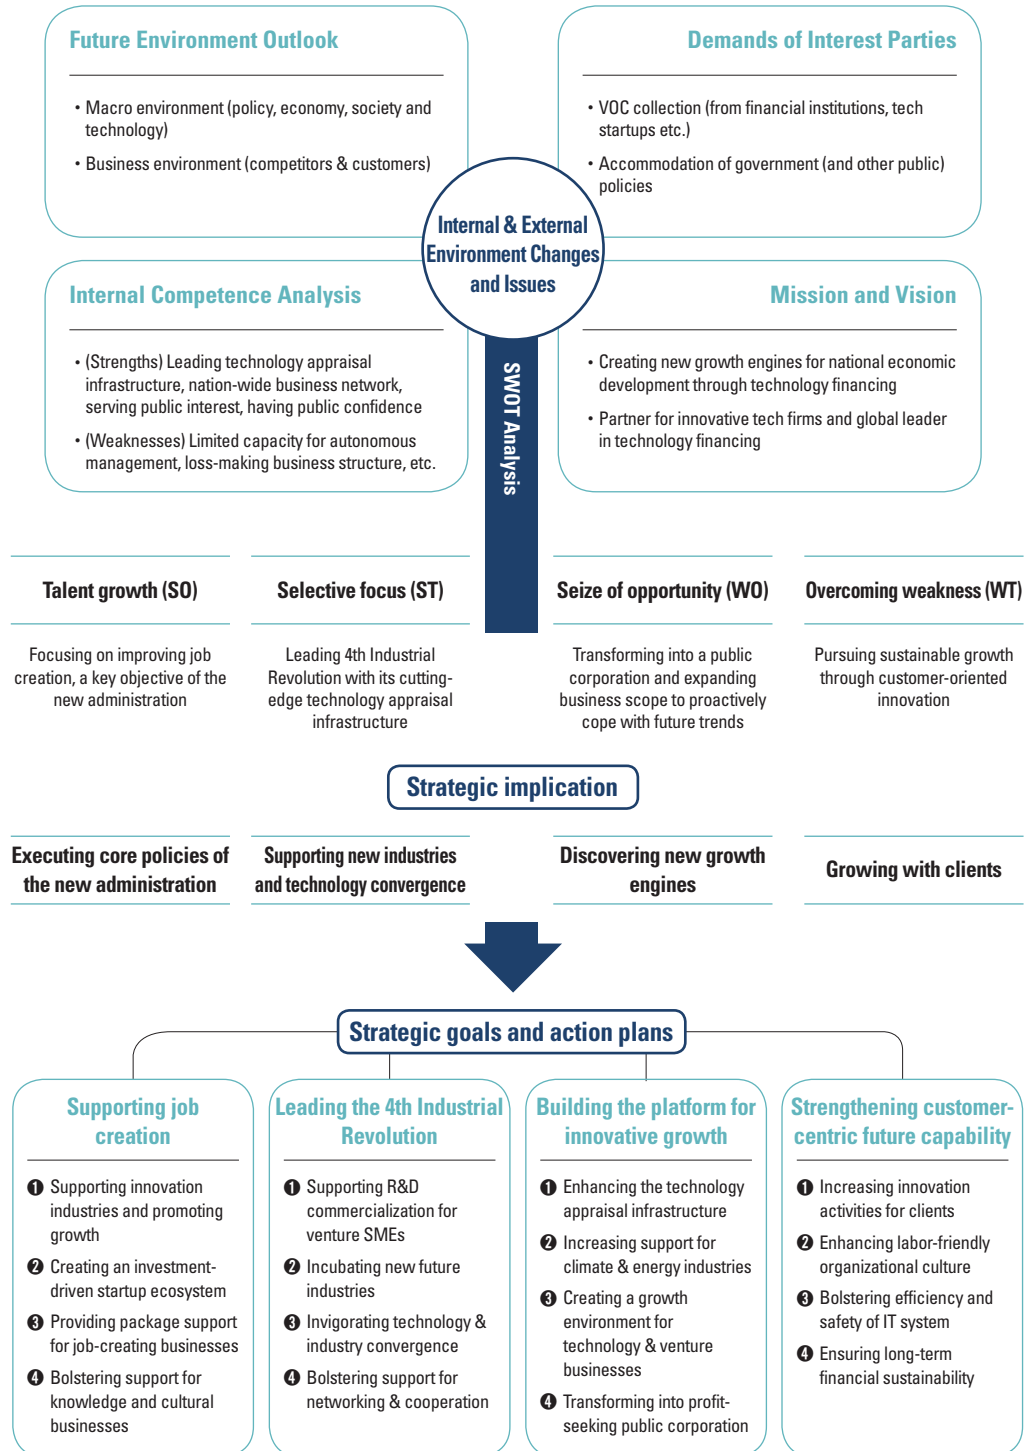 Future Environment Outlook
• Macro environment (policy, economy, society and
technology)
• Business environment (competitors & customers)
Demands of Interest Parties
• VOC collection (from financial institutions, tech
startups etc.)
• Accommodation of government (and other public)
policies
Internal & External
Environment Changes
and Issues
Internal Competence Analysis
• (Strengths) Leading technology appraisal
infrastructure, nation-wide business network,
serving public interest, having public confidence
• (Weaknesses) Limited capacity for autonomous
management, loss-making business structure, etc.
Mission and Vision
• Creating new growth engines for national economic
development through technology financing
• Partner for innovative tech firms and global leader
in technology financing
SWOT Analysis
Talent growth (SO)
Focusing on improving job
creation, a key objective of the
new administration
Selective focus (ST)
Leading 4th Industrial
Revolution with its cutting-
edge technology appraisal
infrastructure
Seize of opportunity (WO)
Transforming into a public
corporation and expanding
business scope to proactively
cope with future trends
Overcoming weakness (WT)
Pursuing sustainable growth
through customer-oriented
innovation
Strategic implication
Executing core policies of
the new administration
Supporting new industries
and technology convergence
Discovering new growth
engines
Growing with clients
Strategic goals and action plans
Supporting job
creation
❶ Supporting innovation
industries and promoting
growth
❷ Creating an investment-
driven startup ecosystem
❸ Providing package support
for job-creating businesses
❹ Bolstering support for
knowledge and cultural
businesses
Leading the 4th Industrial
Revolution
❶ Supporting R&D
commercialization for
venture SMEs
❷ Incubating new future
industries
❸ Invigorating technology &
industry convergence
❹ Bolstering support for
networking & cooperation
Building the platform for
innovative growth
❶ Enhancing the technology
appraisal infrastructure
❷ Increasing support for
climate & energy industries
❸ Creating a growth
environment for
technology & venture
businesses
❹ Transforming into profit-
seeking public corporation
Strengthening customer-
centric future capability
❶ Increasing innovation
activities for clients
❷ Enhancing labor-friendly
organizational culture
❸ Bolstering efficiency and
safety of IT system
❹ Ensuring long-term
financial sustainability